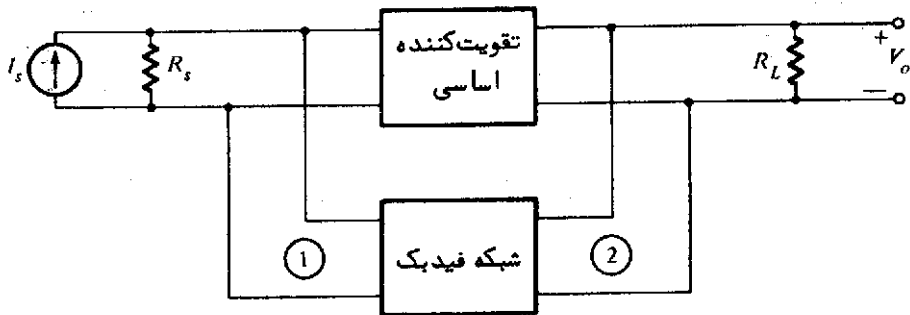 تقویت‌کننده
اساسی
I_s
R_s
R_L
+
V_o
—
شبکه فیدبک
1
2